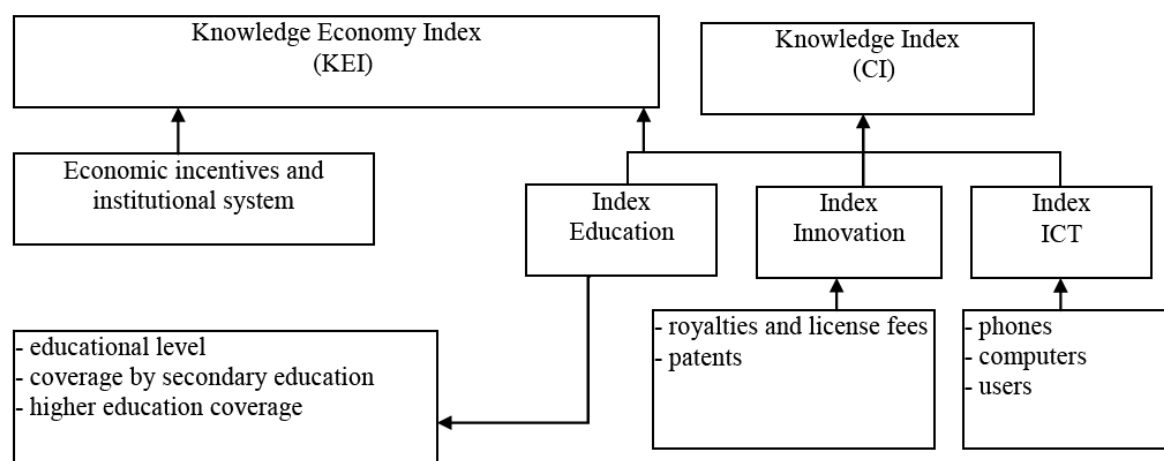 Knowledge Economy Index
(KEI)
Knowledge Index
(CI)
Economic incentives and
institutional system
Index
Education
Index
Innovation
Index
ICT
- educational level
- coverage by secondary education
- higher education coverage
- royalties and license fees
- patents
- phones
- computers
- users